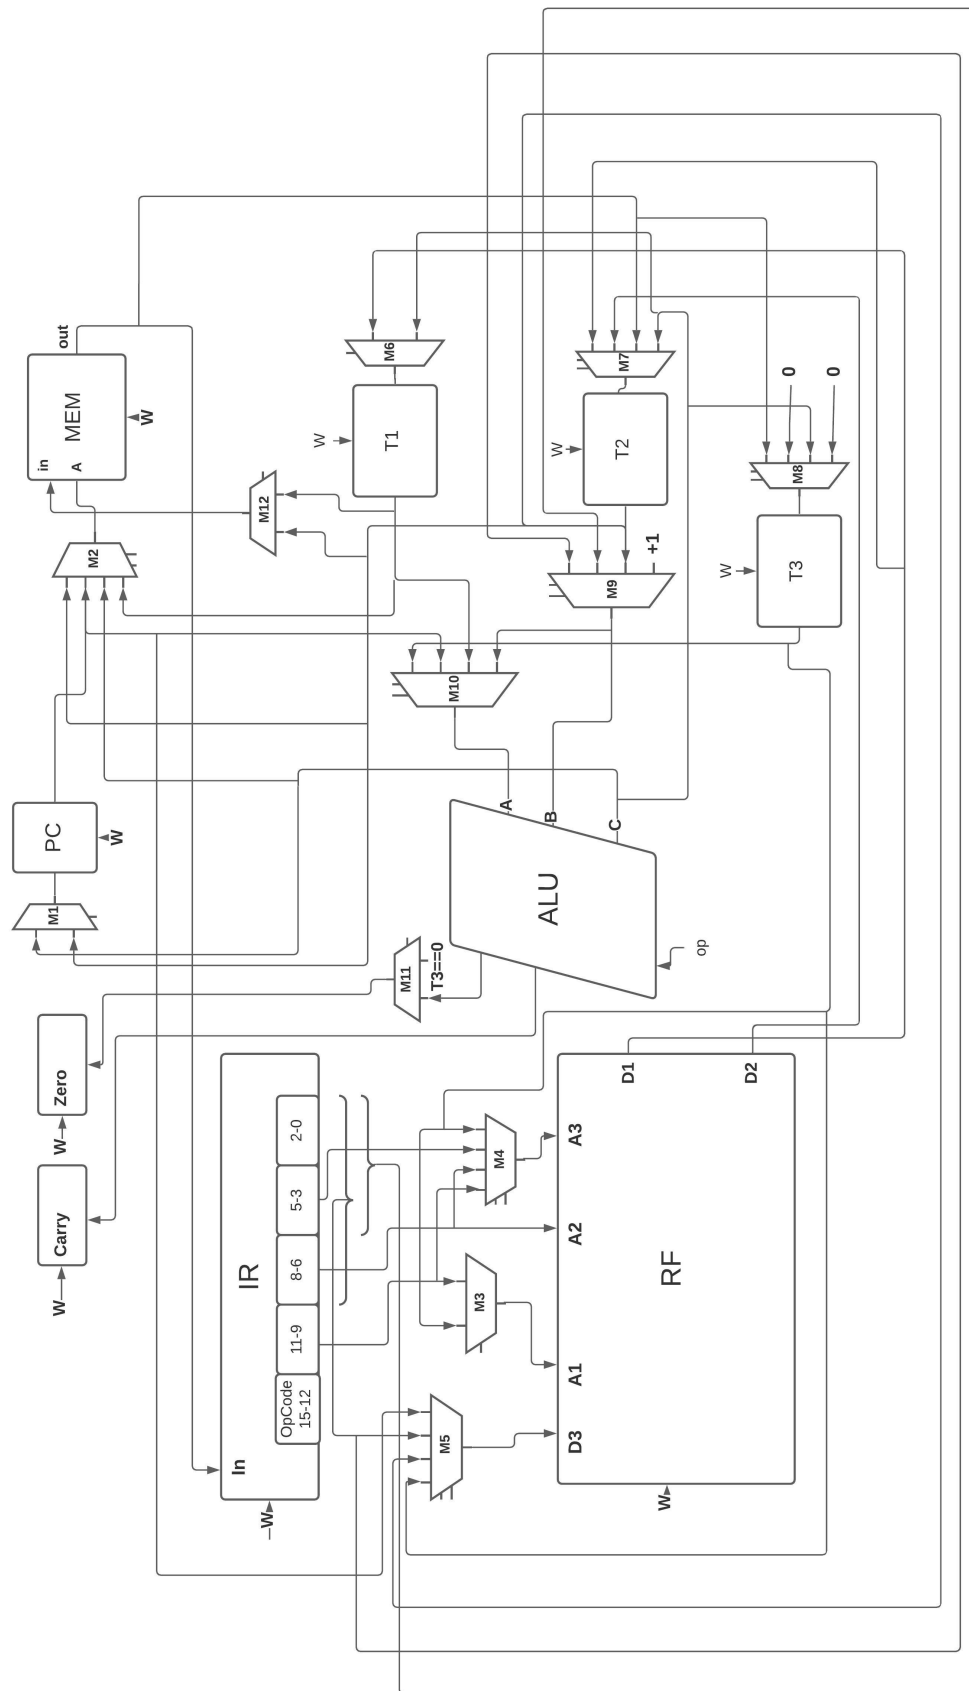 out
MEM
in
A
W
M6
W
T1
M7
W
T2
0
0
M8
W
T3
M12
M2
M9
+1
M10
PC
W
M1
A
B
C
ALU
op
M11
T3==0
Zero
W
Carry
W
IR
2-0
5-3
8-6
11-9
OpCode
15-12
In
W
M4
M3
M5
D1
D2
A3
A2
RF
A1
D3
W